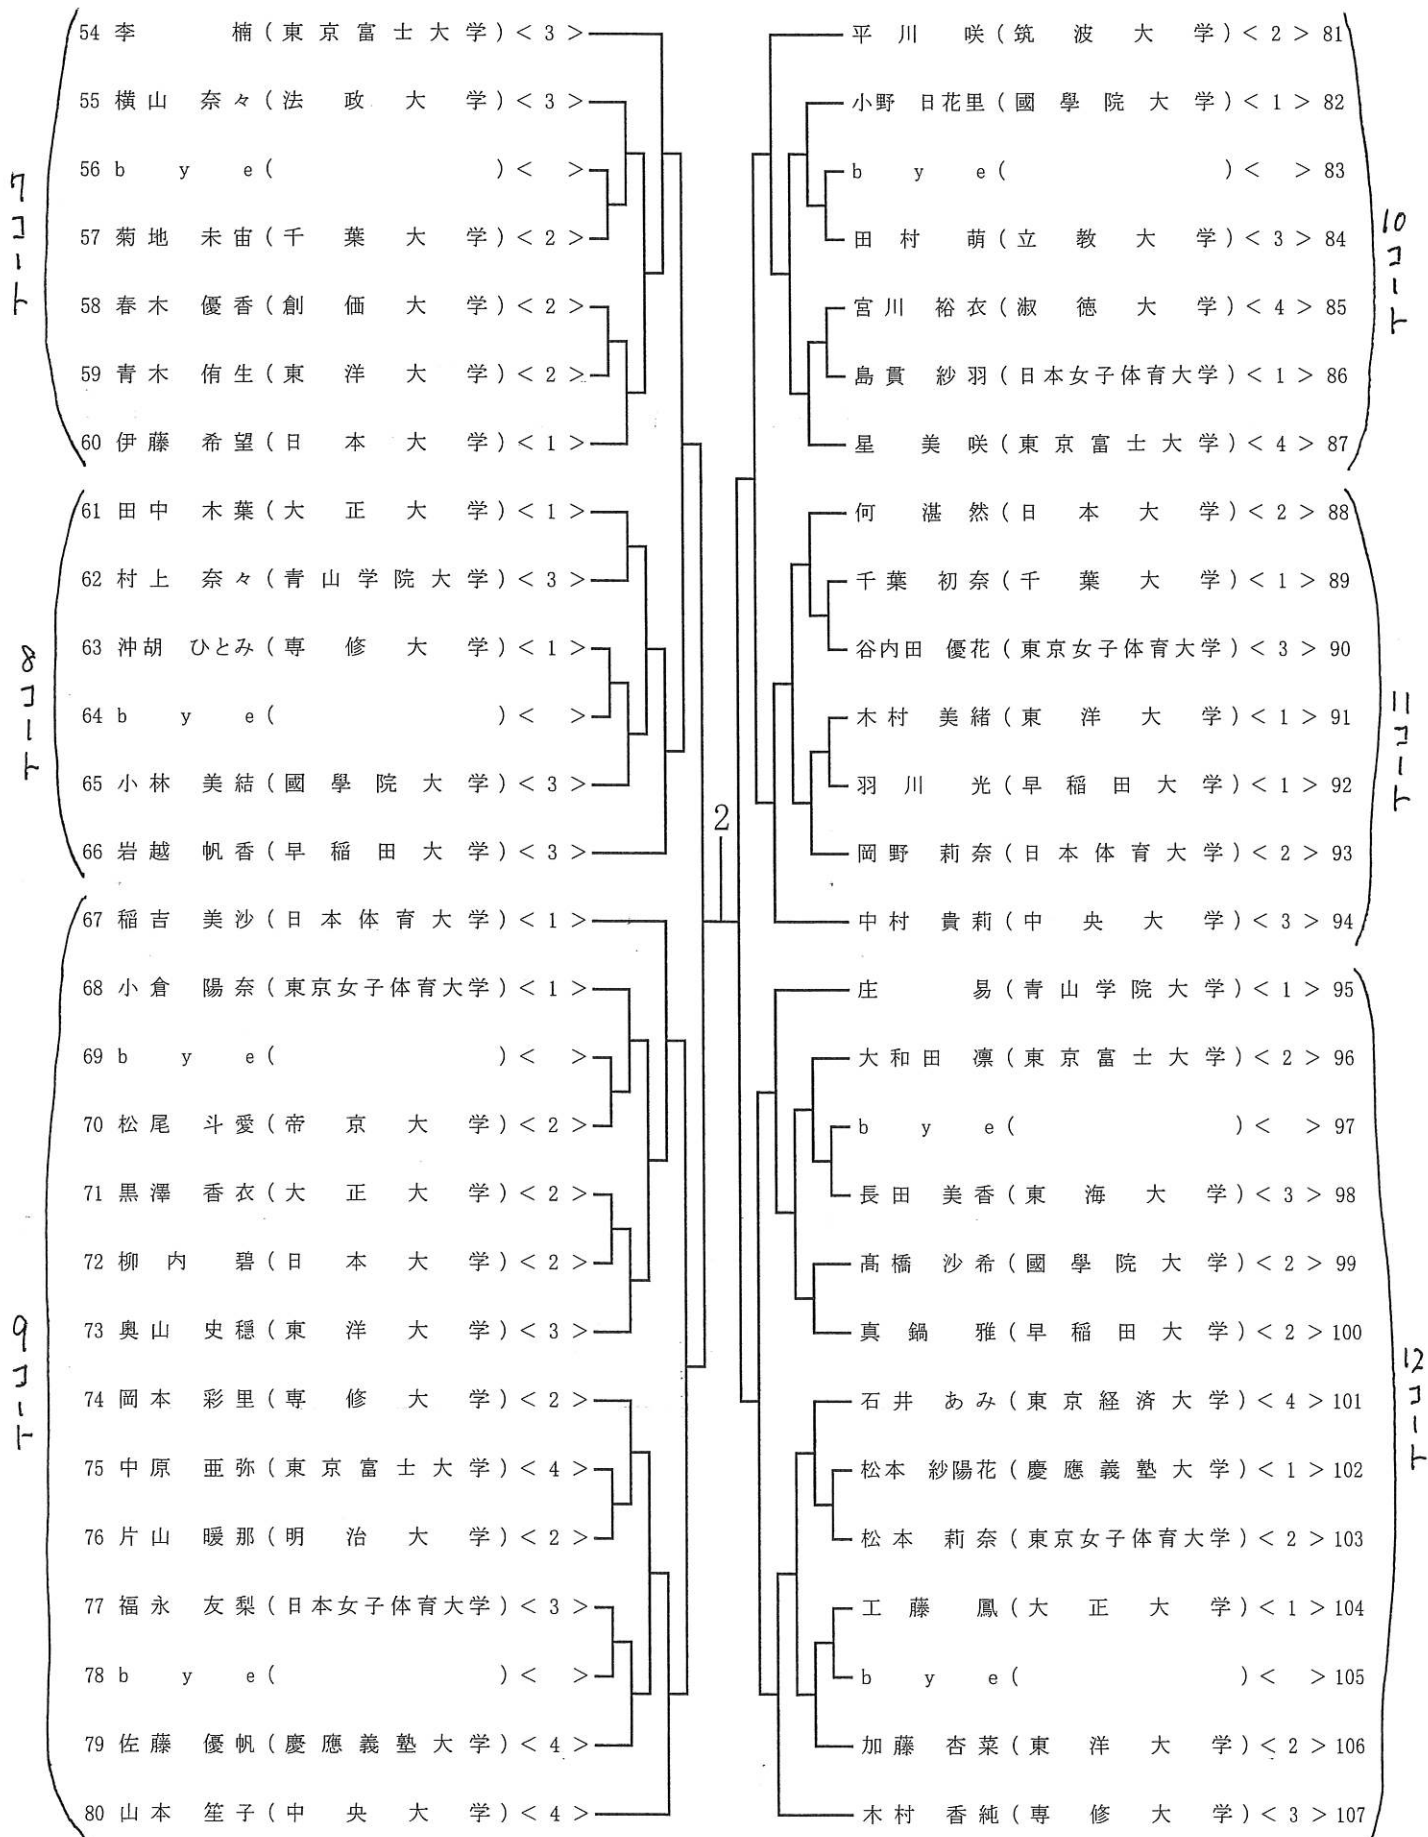 7コート
54 李 楠 (東京富士大学) < 3 >
55 横山 奈々 (法政大学) < 3 >
56 bye ( ) < >
57 菊地 未宙 (千葉大学) < 2 >
58 春木 優香 (創価大学) < 2 >
59 青木 侑生 (東洋大学) < 2 >
60 伊藤 希望 (日本大学) < 1 >
8コート
61 田中 木葉 (大正大学) < 1 >
62 村上 奈々 (青山学院大学) < 3 >
63 沖胡 ひとみ (専修大学) < 1 >
64 bye ( ) < >
65 小林 美結 (國學院大学) < 3 >
66 岩越 帆香 (早稲田大学) < 3 >
9コート
67 稲吉 美沙 (日本体育大学) < 1 >
68 小倉 陽奈 (東京女子体育大学) < 1 >
69 bye ( ) < >
70 松尾 斗愛 (帝京大学) < 2 >
71 黒澤 香衣 (大正大学) < 2 >
72 柳内 碧 (日本大学) < 2 >
73 奥山 史穏 (東洋大学) < 3 >
74 岡本 彩里 (専修大学) < 2 >
75 中原 亜弥 (東京富士大学) < 4 >
76 片山 暖那 (明治大学) < 2 >
77 福永 友梨 (日本女子体育大学) < 3 >
78 bye ( ) < >
79 佐藤 優帆 (慶應義塾大学) < 4 >
80 山本 笙子 (中央大学) < 4 >
2
平川 咲 (筑波大学) < 2 > 81
小野 日花里 (國學院大学) < 1 > 82
bye ( ) < > 83
田村 萌 (立教大学) < 3 > 84
宮川 裕衣 (淑徳大学) < 4 > 85
島貫 紗羽 (日本女子体育大学) < 1 > 86
星 美咲 (東京富士大学) < 4 > 87
10コート
何 湛然 (日本大学) < 2 > 88
千葉 初奈 (千葉大学) < 1 > 89
谷内田 優花 (東京女子体育大学) < 3 > 90
木村 美緒 (東洋大学) < 1 > 91
羽川 光 (早稲田大学) < 1 > 92
岡野 莉奈 (日本体育大学) < 2 > 93
中村 貴莉 (中央大学) < 3 > 94
11コート
庄 易 (青山学院大学) < 1 > 95
大和田 凛 (東京富士大学) < 2 > 96
bye ( ) < > 97
長田 美香 (東海大学) < 3 > 98
髙橋 沙希 (國學院大学) < 2 > 99
真鍋 雅 (早稲田大学) < 2 > 100
石井 あみ (東京経済大学) < 4 > 101
松本 紗陽花 (慶應義塾大学) < 1 > 102
松本 莉奈 (東京女子体育大学) < 2 > 103
工藤 鳳 (大正大学) < 1 > 104
bye ( ) < > 105
加藤 杏菜 (東洋大学) < 2 > 106
木村 香純 (専修大学) < 3 > 107
12コート